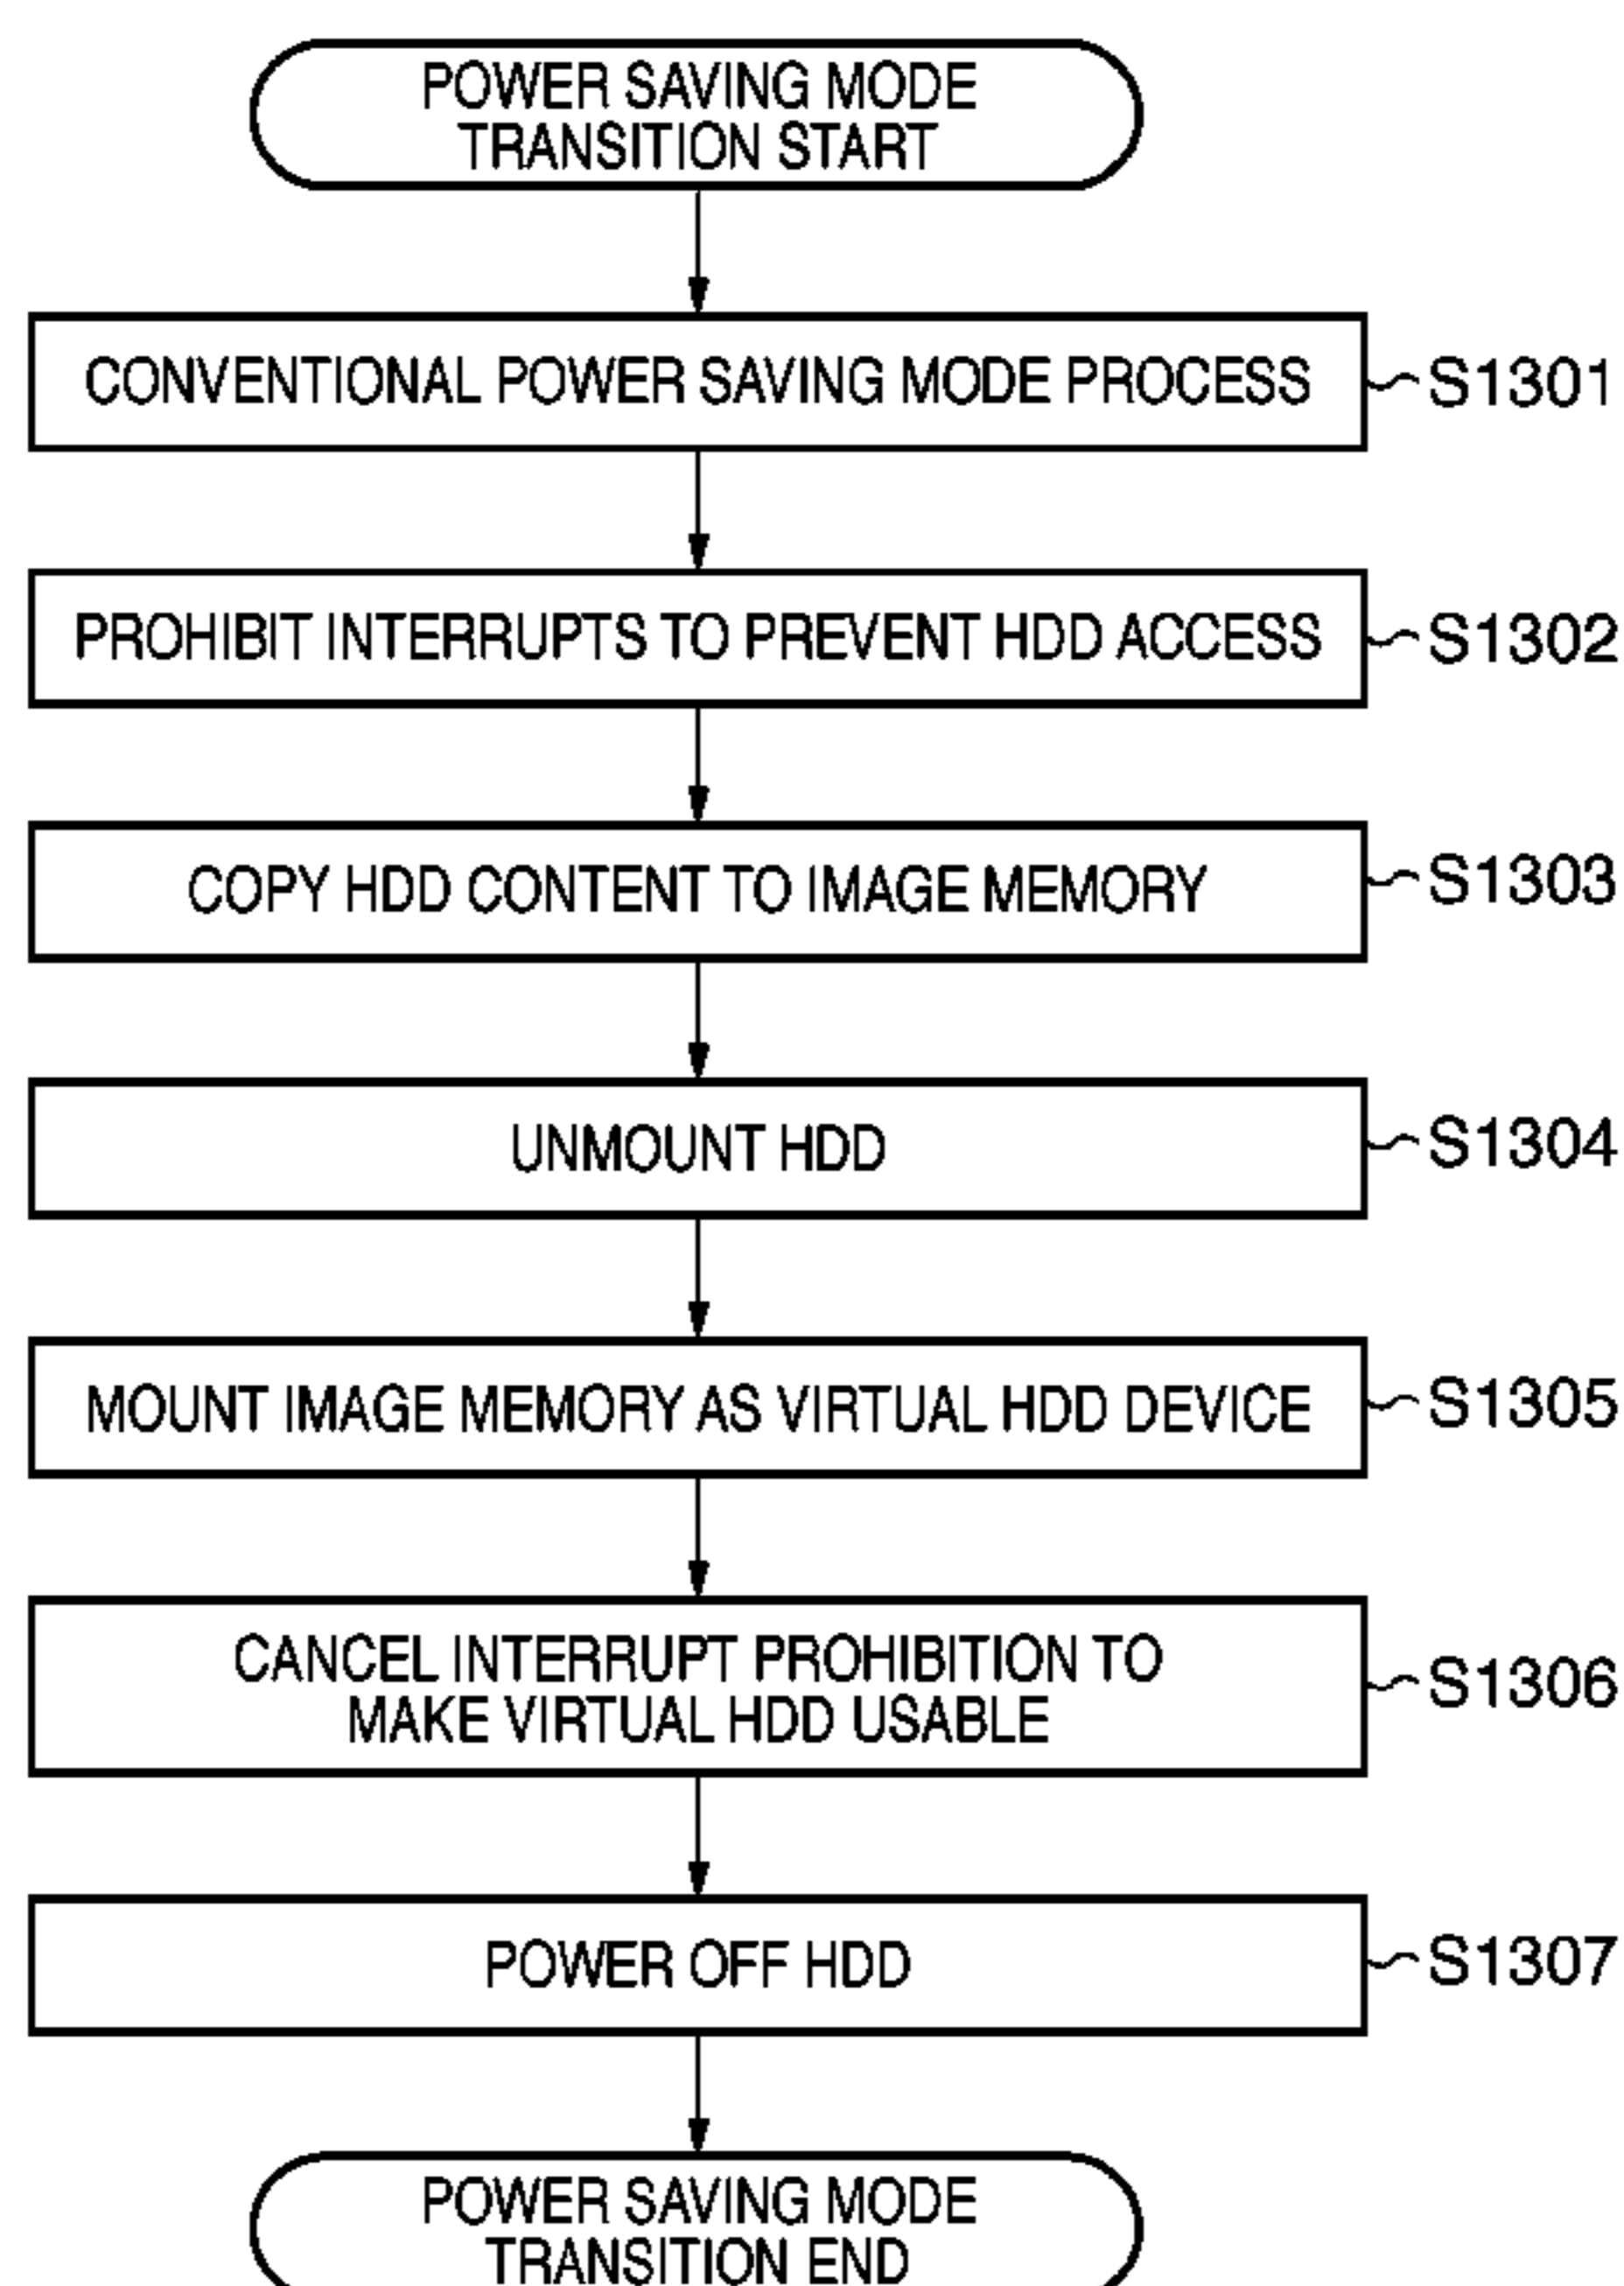 POWER SAVING MODE
TRANSITION START
CONVENTIONAL POWER SAVING MODE PROCESS
S1301
PROHIBIT INTERRUPTS TO PREVENT HDD ACCESS
S1302
COPY HDD CONTENT TO IMAGE MEMORY
S1303
UNMOUNT HDD
S1304
MOUNT IMAGE MEMORY AS VIRTUAL HDD DEVICE
S1305
CANCEL INTERRUPT PROHIBITION TO
MAKE VIRTUAL HDD USABLE
S1306
POWER OFF HDD
S1307
POWER SAVING MODE
TRANSITION END